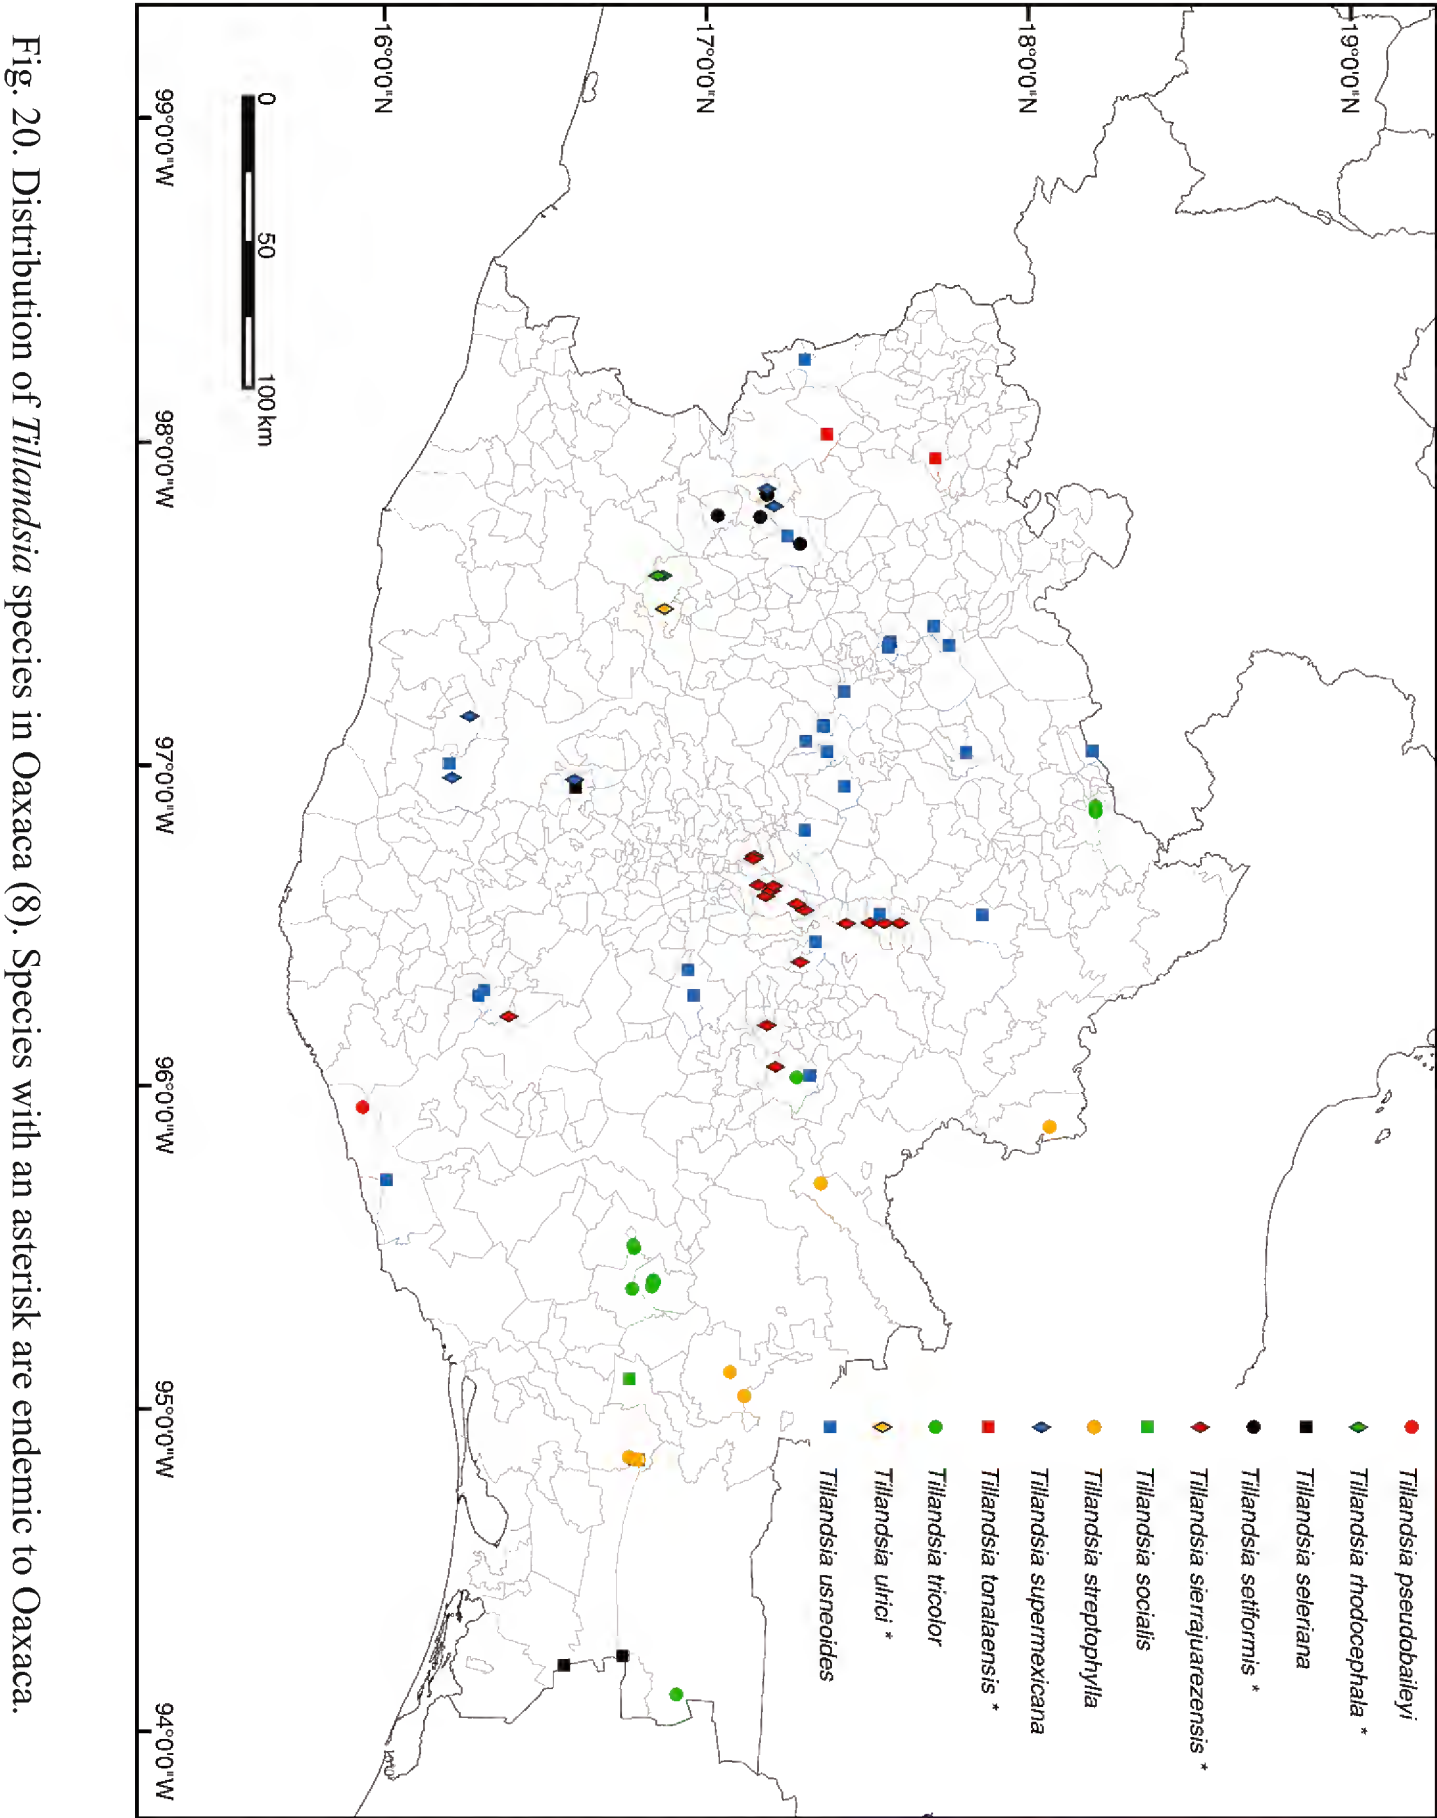 Tillandsia pseudobaileyi
Tillandsia rhodocephala *
Tillandsia seleriana
Tillandsia setiformis *
Tillandsia sierrajuarezensis *
Tillandsia socialis
Tillandsia streptophylla
Tillandsia supermexicana
Tillandsia tonalaensis *
Tillandsia tricolor
Tillandsia ulrici *
Tillandsia usneoides
19°0'0"N
18°0'0"N
17°0'0"N
16°0'0"N
0 50 100 km
99°0'0"W 98°0'0"W 97°0'0"W 96°0'0"W 95°0'0"W 94°0'0"W
Fig. 20. Distribution of Tillandsia species in Oaxaca (8). Species with an asterisk are endemic to Oaxaca.